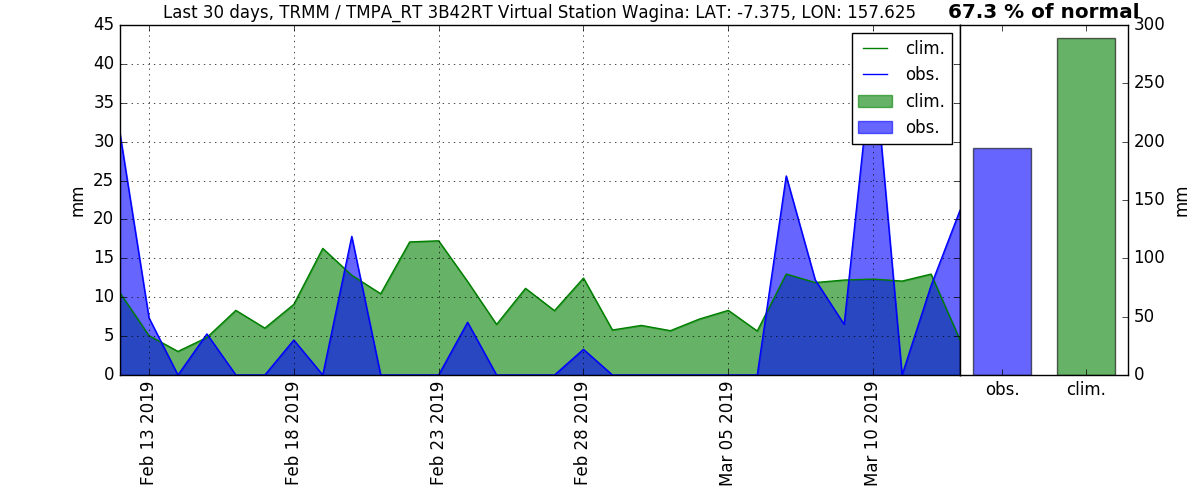 Last 30 days, TRMM / TMPA_RT 3B42RT Virtual Station Wagina: LAT: -7.375, LON: 157.625
67.3 % of normal
45
40
35
30
25
20
15
10
5
0
mm
clim.
obs.
clim.
obs.
Feb 13 2019
Feb 18 2019
Feb 23 2019
Feb 28 2019
Mar 05 2019
Mar 10 2019
300
250
200
150
100
50
0
mm
obs.
clim.